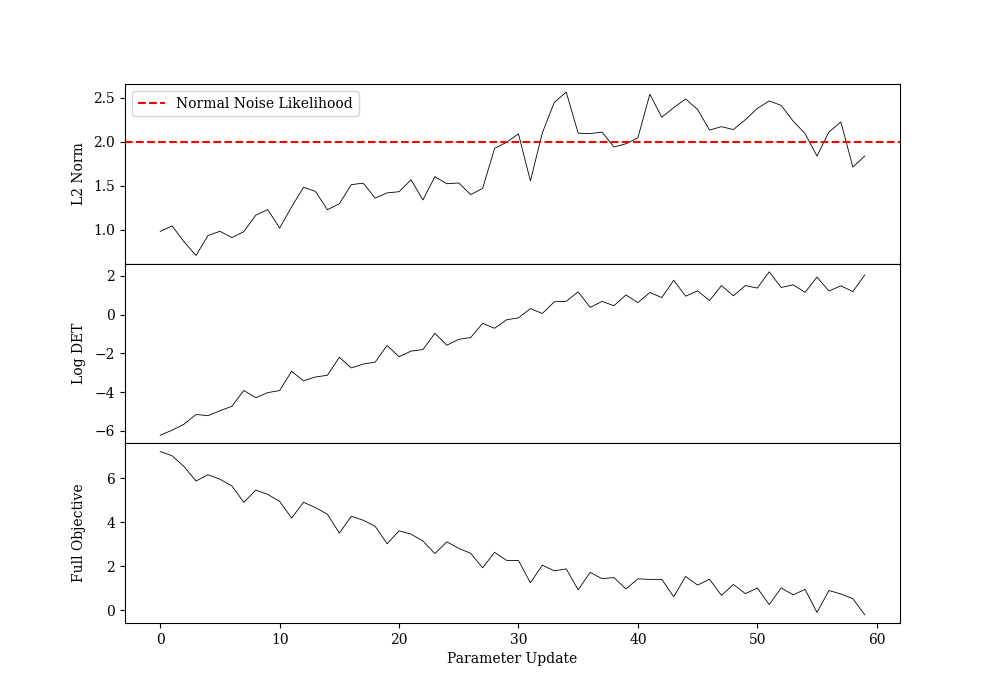 2.5
Normal Noise Likelihood
2.0
1.5
1.0
L2 Norm
2
0
−2
−4
−6
Log DET
6
4
2
0
Full Objective
0 10 20 30 40 50 60
Parameter Update